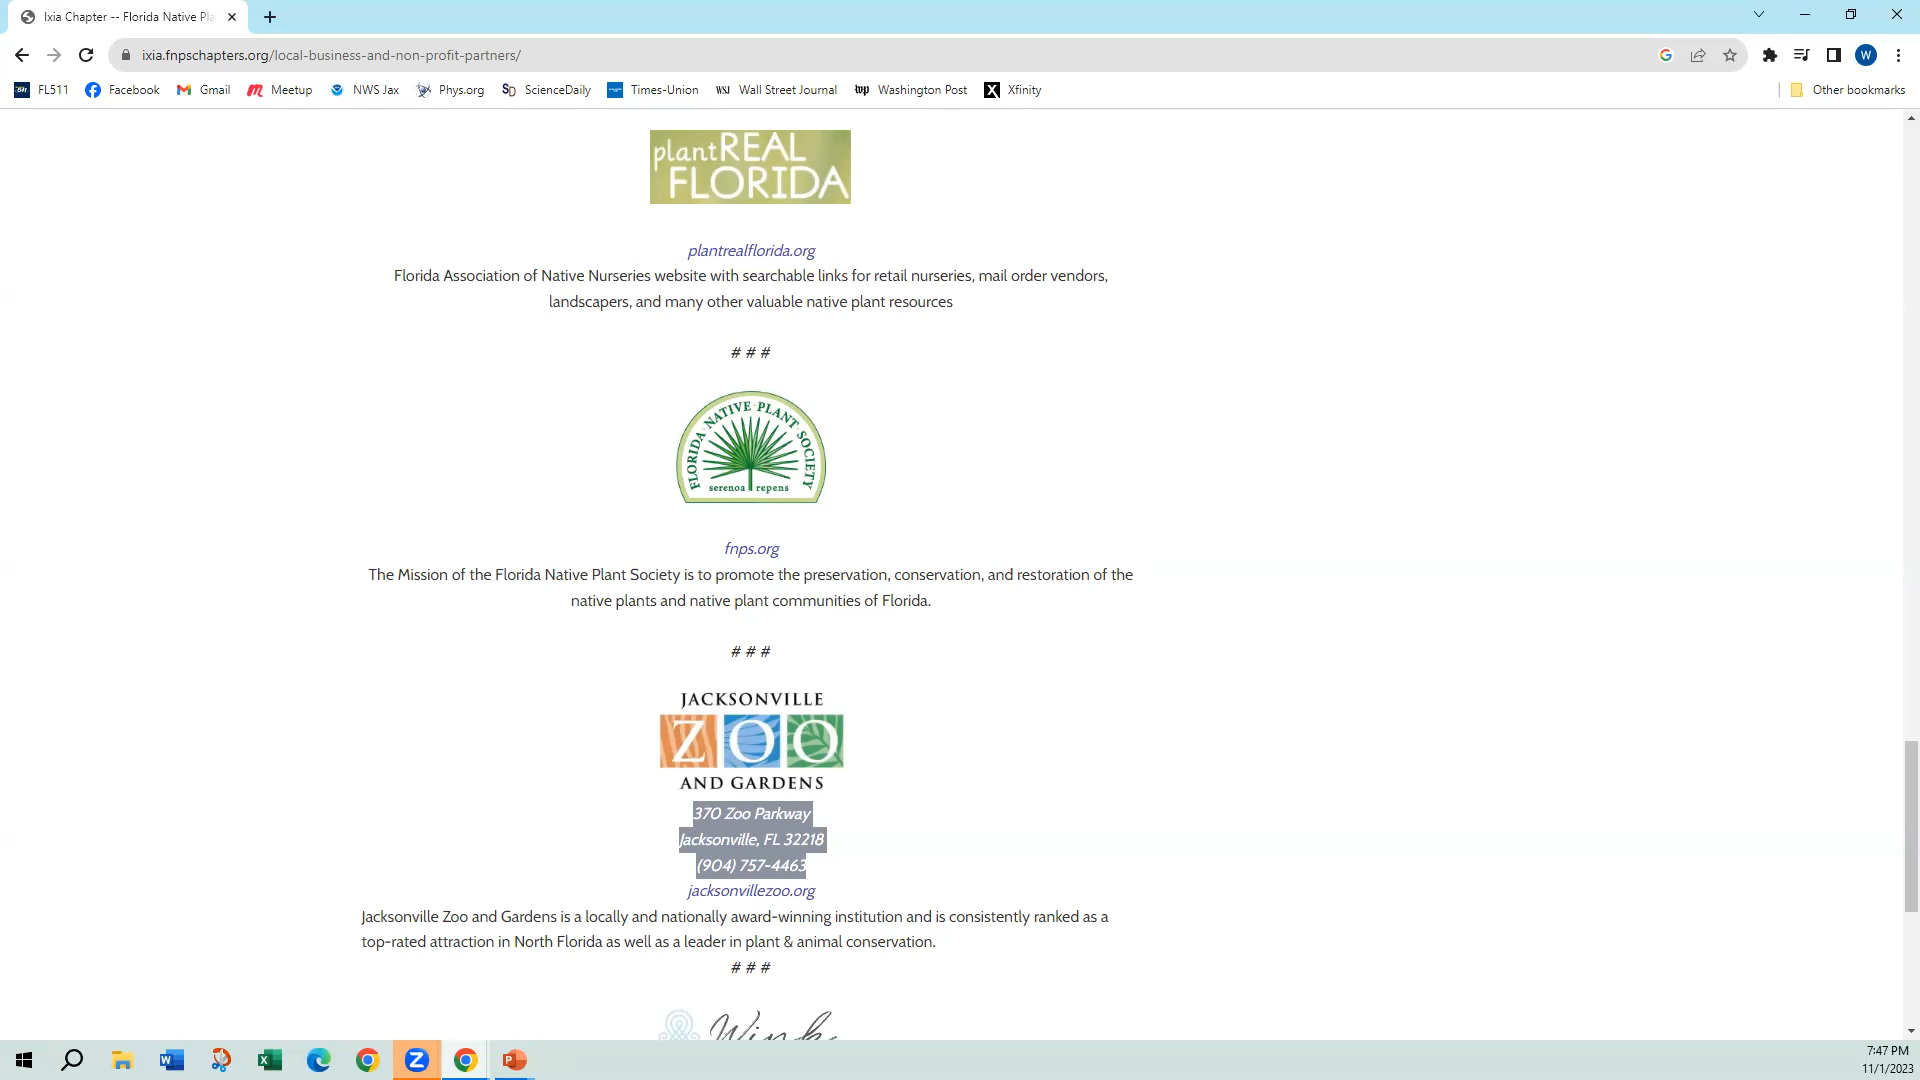 Ixia Chapter -- Florida Native Pla
ixia.fnpschapters.org/local-business-and-non-profit-partners/
W
FL511 Facebook Gmail Meetup NWS Jax Phys.org ScienceDaily Times-Union WSJ Wall Street Journal wp Washington Post X Xfinity Other bookmarks
plantREAL
FLORIDA
plantrealflorida.org
Florida Association of Native Nurseries website with searchable links for retail nurseries, mail order vendors,
landscapers, and many other valuable native plant resources
# # #
FLORIDA · NATIVE · PLANT · SOCIETY
serenoa repens
fnps.org
The Mission of the Florida Native Plant Society is to promote the preservation, conservation, and restoration of the
native plants and native plant communities of Florida.
# # #
JACKSONVILLE
ZOO
AND GARDENS
370 Zoo Parkway
Jacksonville, FL 32218
(904) 757-4463
jacksonvillezoo.org
Jacksonville Zoo and Gardens is a locally and nationally award-winning institution and is consistently ranked as a
top-rated attraction in North Florida as well as a leader in plant & animal conservation.
# # #
7:47 PM
11/1/2023